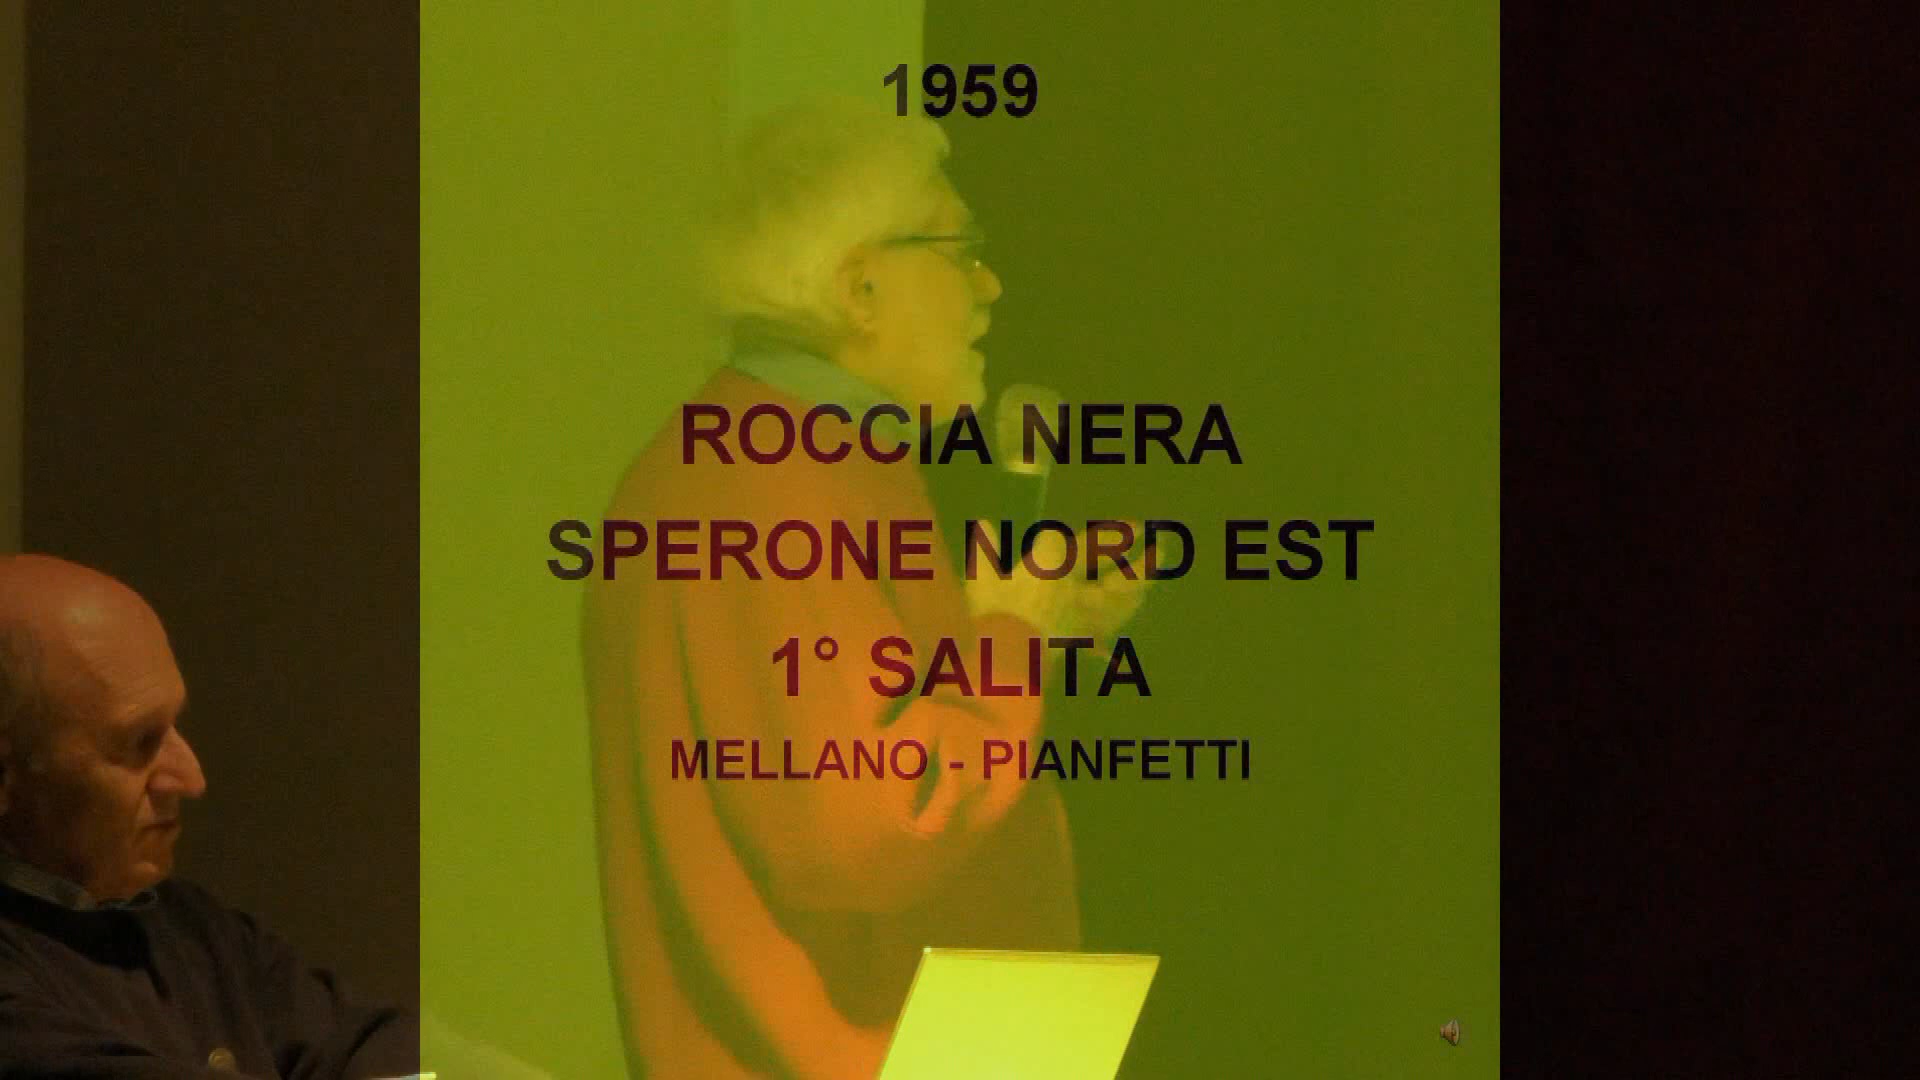 1959
ROCCIA NERA
SPERONE NORD EST
1° SALITA
MELLANO - PIANFETTI